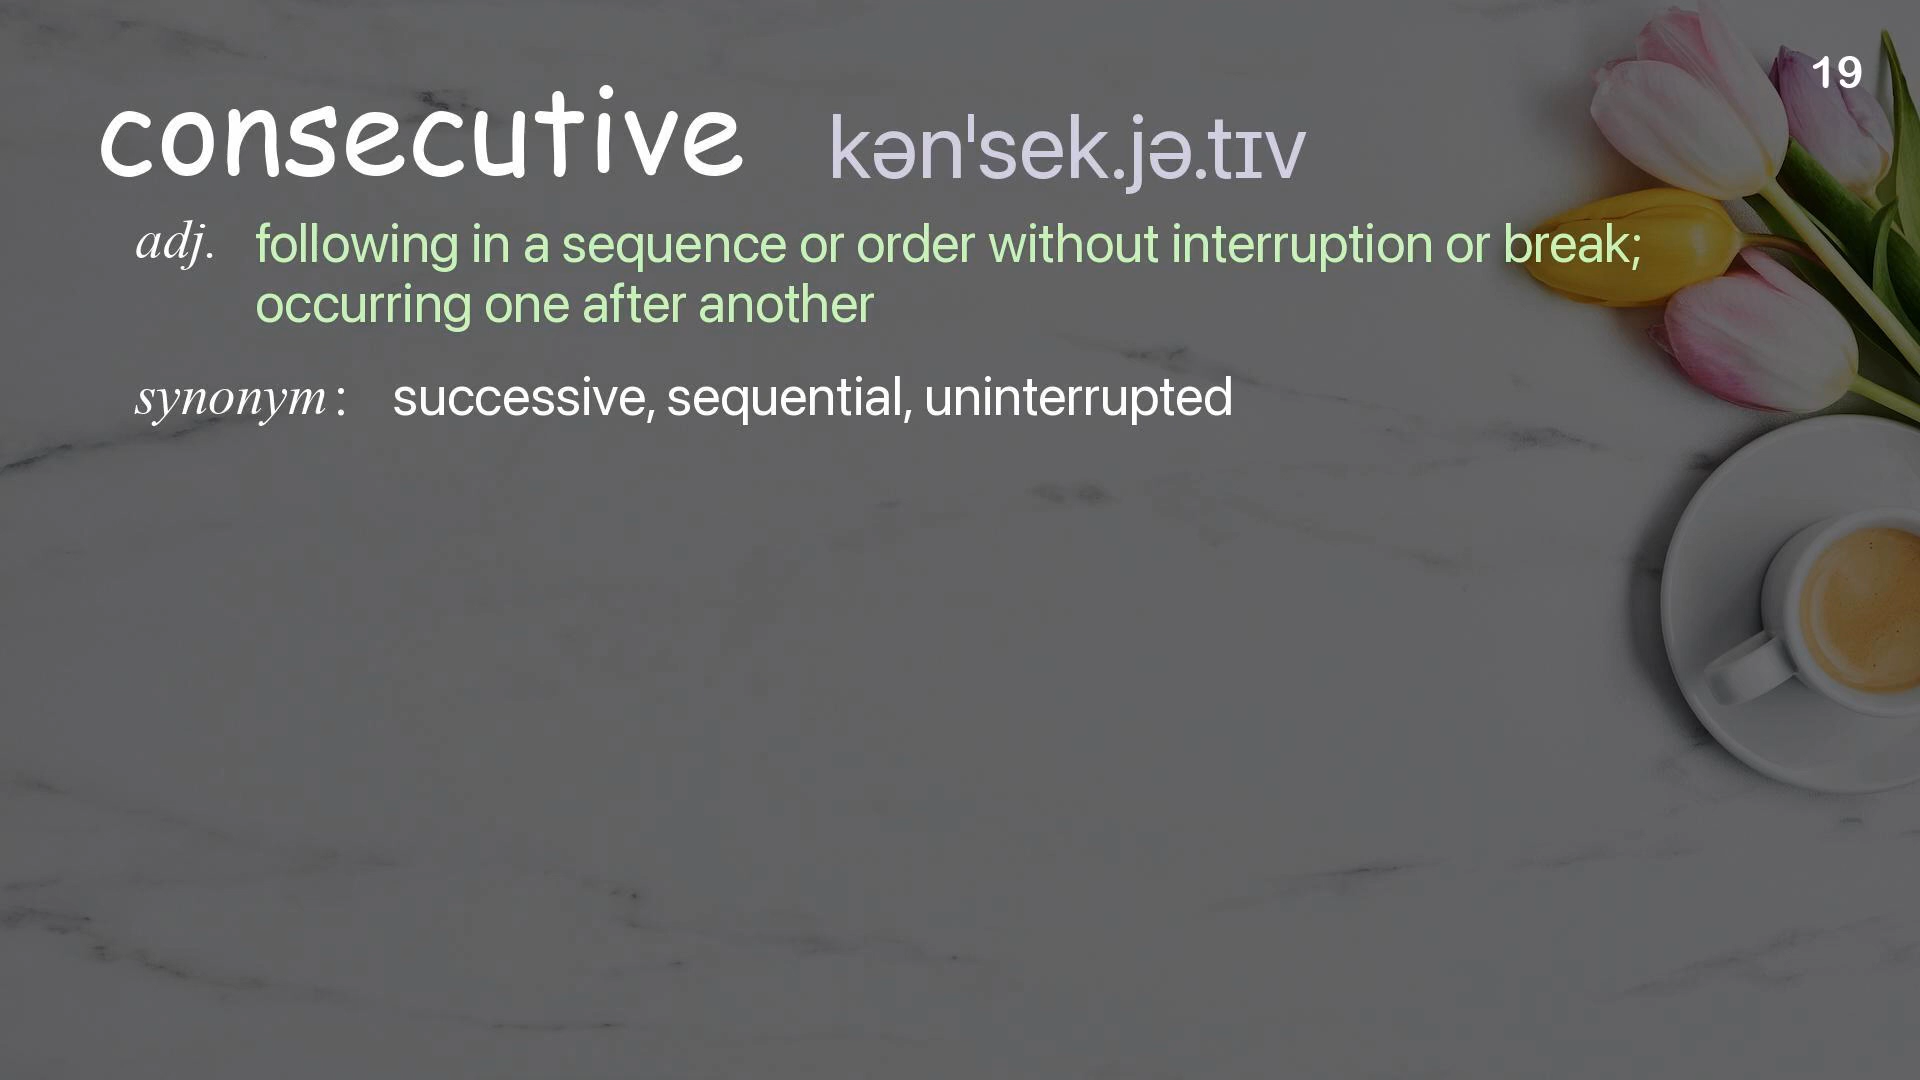 19
consecutive kən'sek.jə.tɪv
adj. following in a sequence or order without interruption or break;
occurring one after another
synonym: successive, sequential, uninterrupted